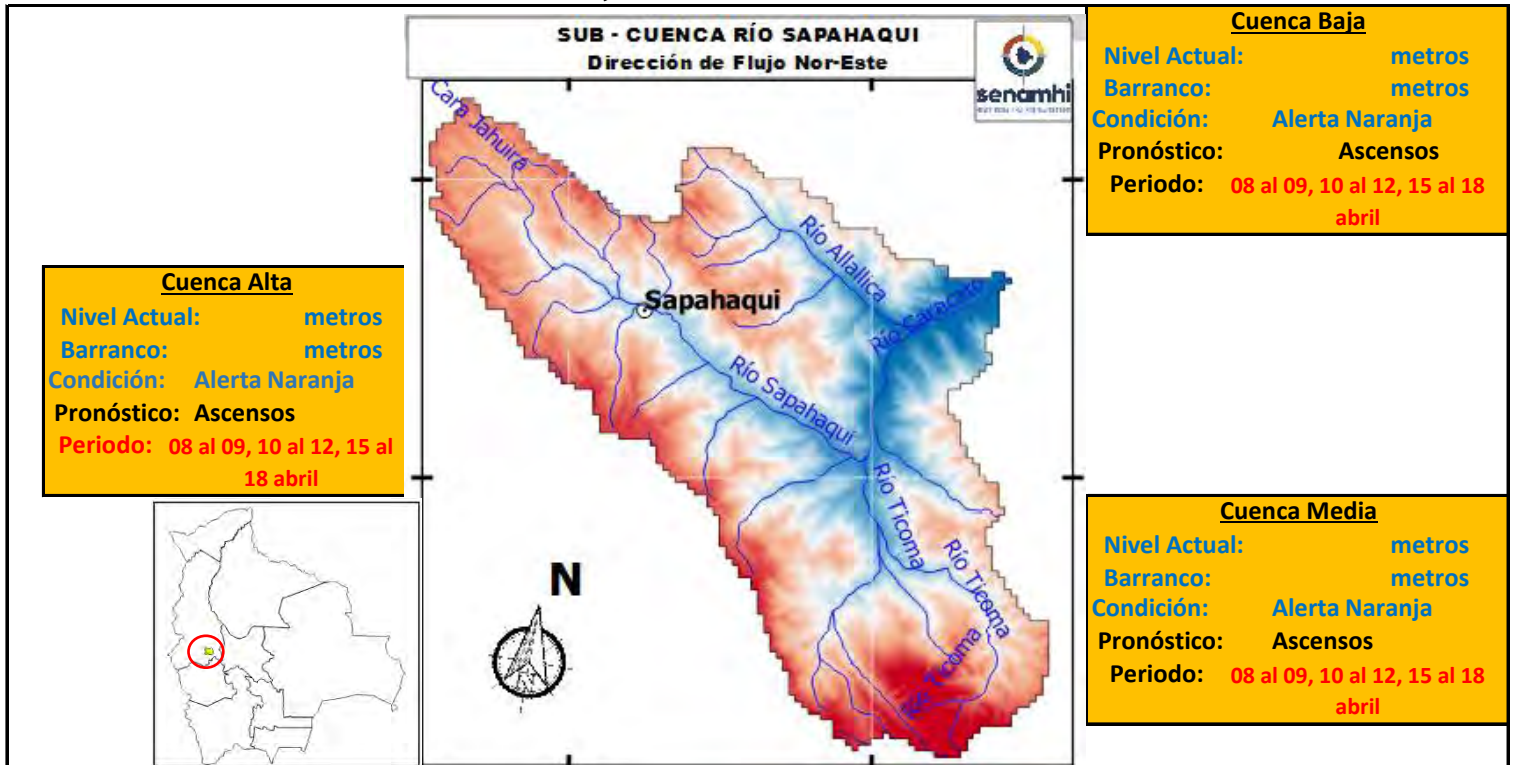 SUB - CUENCA RÍO SAPAHAQUI
Dirección de Flujo Nor-Este
senamhi
Cuenca Baja
Nivel Actual: metros
Barranco: metros
Condición: Alerta Naranja
Pronóstico: Ascensos
Periodo: 08 al 09, 10 al 12, 15 al 18
abril
Cuenca Alta
Nivel Actual: metros
Barranco: metros
Condición: Alerta Naranja
Pronóstico: Ascensos
Periodo: 08 al 09, 10 al 12, 15 al
18 abril
Cara Jahuira
Río Allallica
Sapahaqui
Río Caracato
Río Sapahaqui
Río Ticoma
Río Ticoma
Río Ticoma
N
Cuenca Media
Nivel Actual: metros
Barranco: metros
Condición: Alerta Naranja
Pronóstico: Ascensos
Periodo: 08 al 09, 10 al 12, 15 al 18
abril